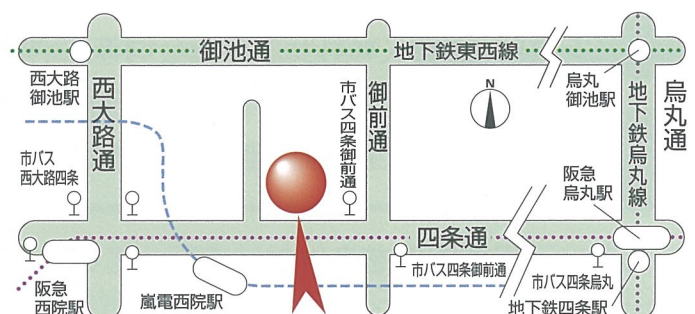 御池通
地下鉄東西線
西大路
御池駅
烏丸
御池駅
西大路通
市バス四条御前通
御前通
N
地下鉄烏丸線
烏丸通
市バス
西大路四条
阪急
烏丸駅
四条通
市バス四条御前通
市バス四条烏丸
阪急
西院駅
嵐電西院駅
地下鉄四条駅